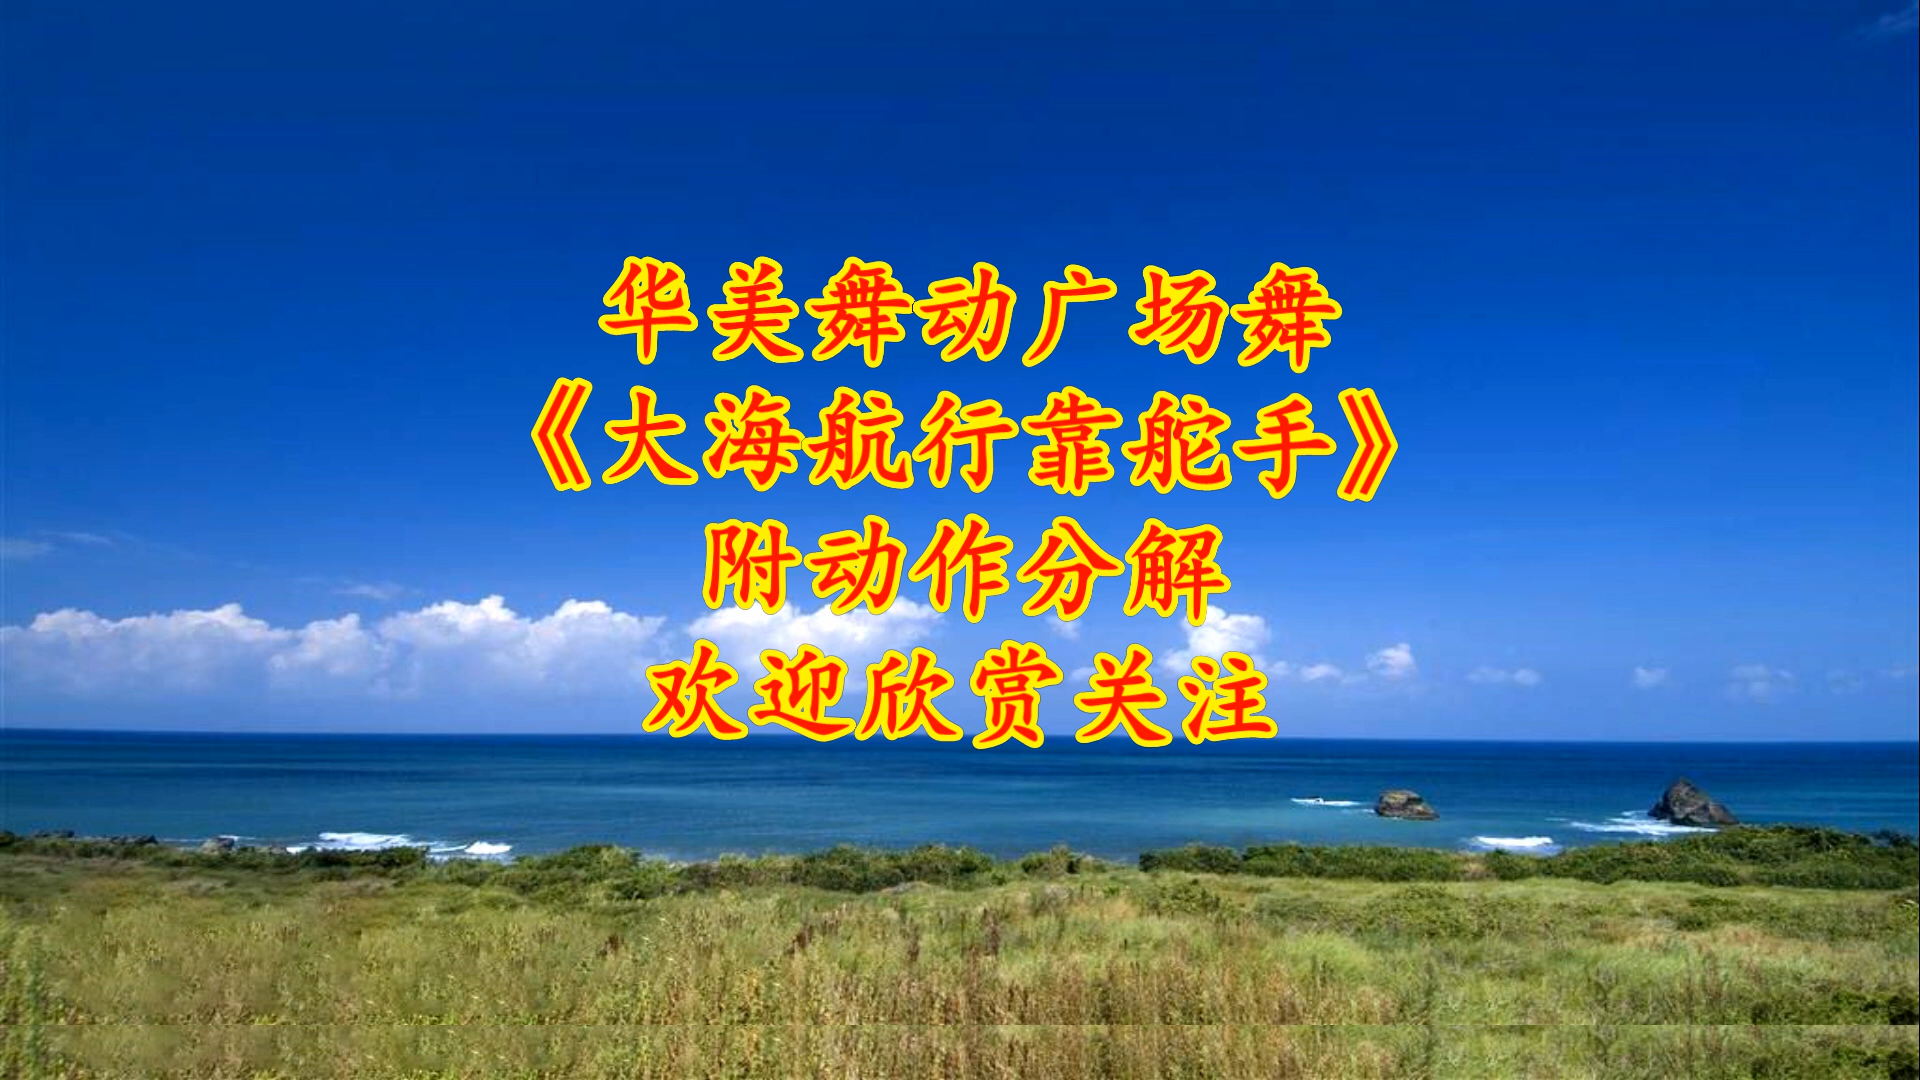 华美舞动广场舞
《大海航行靠舵手》
附动作分解
欢迎欣赏关注